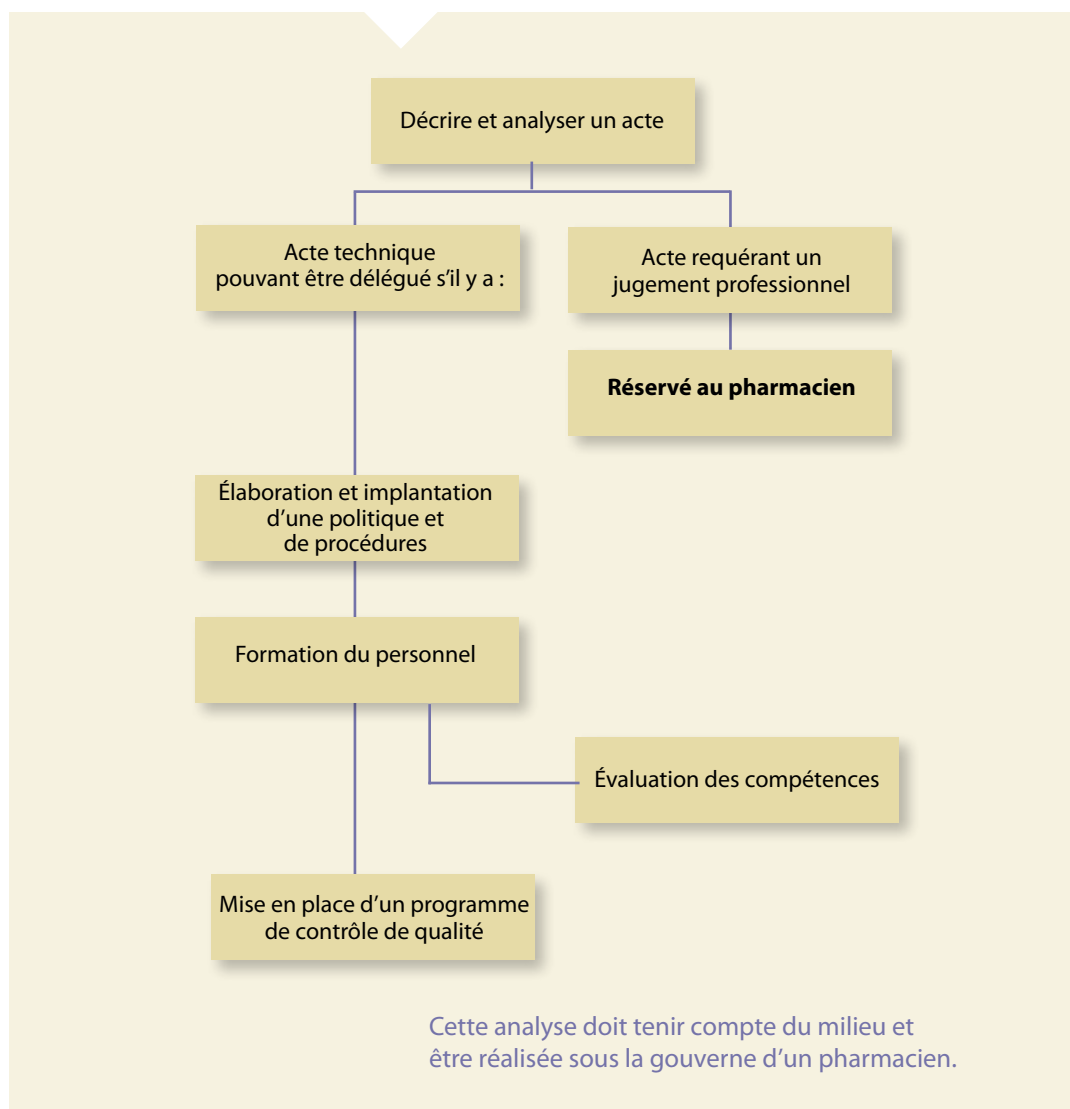 Décrire et analyser un acte
Acte technique
pouvant être délégué s’il y a :
Acte requérant un
jugement professionnel
Réservé au pharmacien
Élaboration et implantation
d’une politique et
de procédures
Formation du personnel
Évaluation des compétences
Mise en place d’un programme
de contrôle de qualité
Cette analyse doit tenir compte du milieu et
être réalisée sous la gouverne d’un pharmacien.